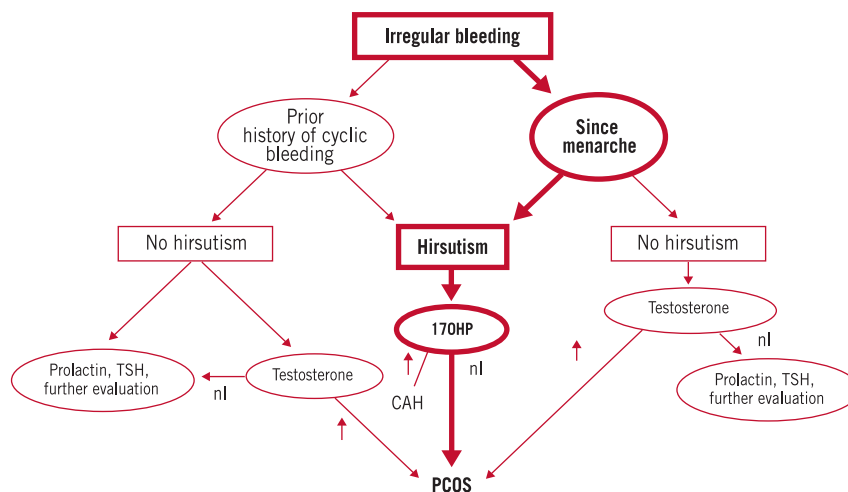 Irregular bleeding
Prior
history of cyclic
bleeding
Since
menarche
No hirsutism
Hirsutism
No hirsutism
Testosterone
17OHP
nl
Prolactin, TSH,
further evaluation
nl
Testosterone
CAH
nl
Prolactin, TSH,
further evaluation
PCOS